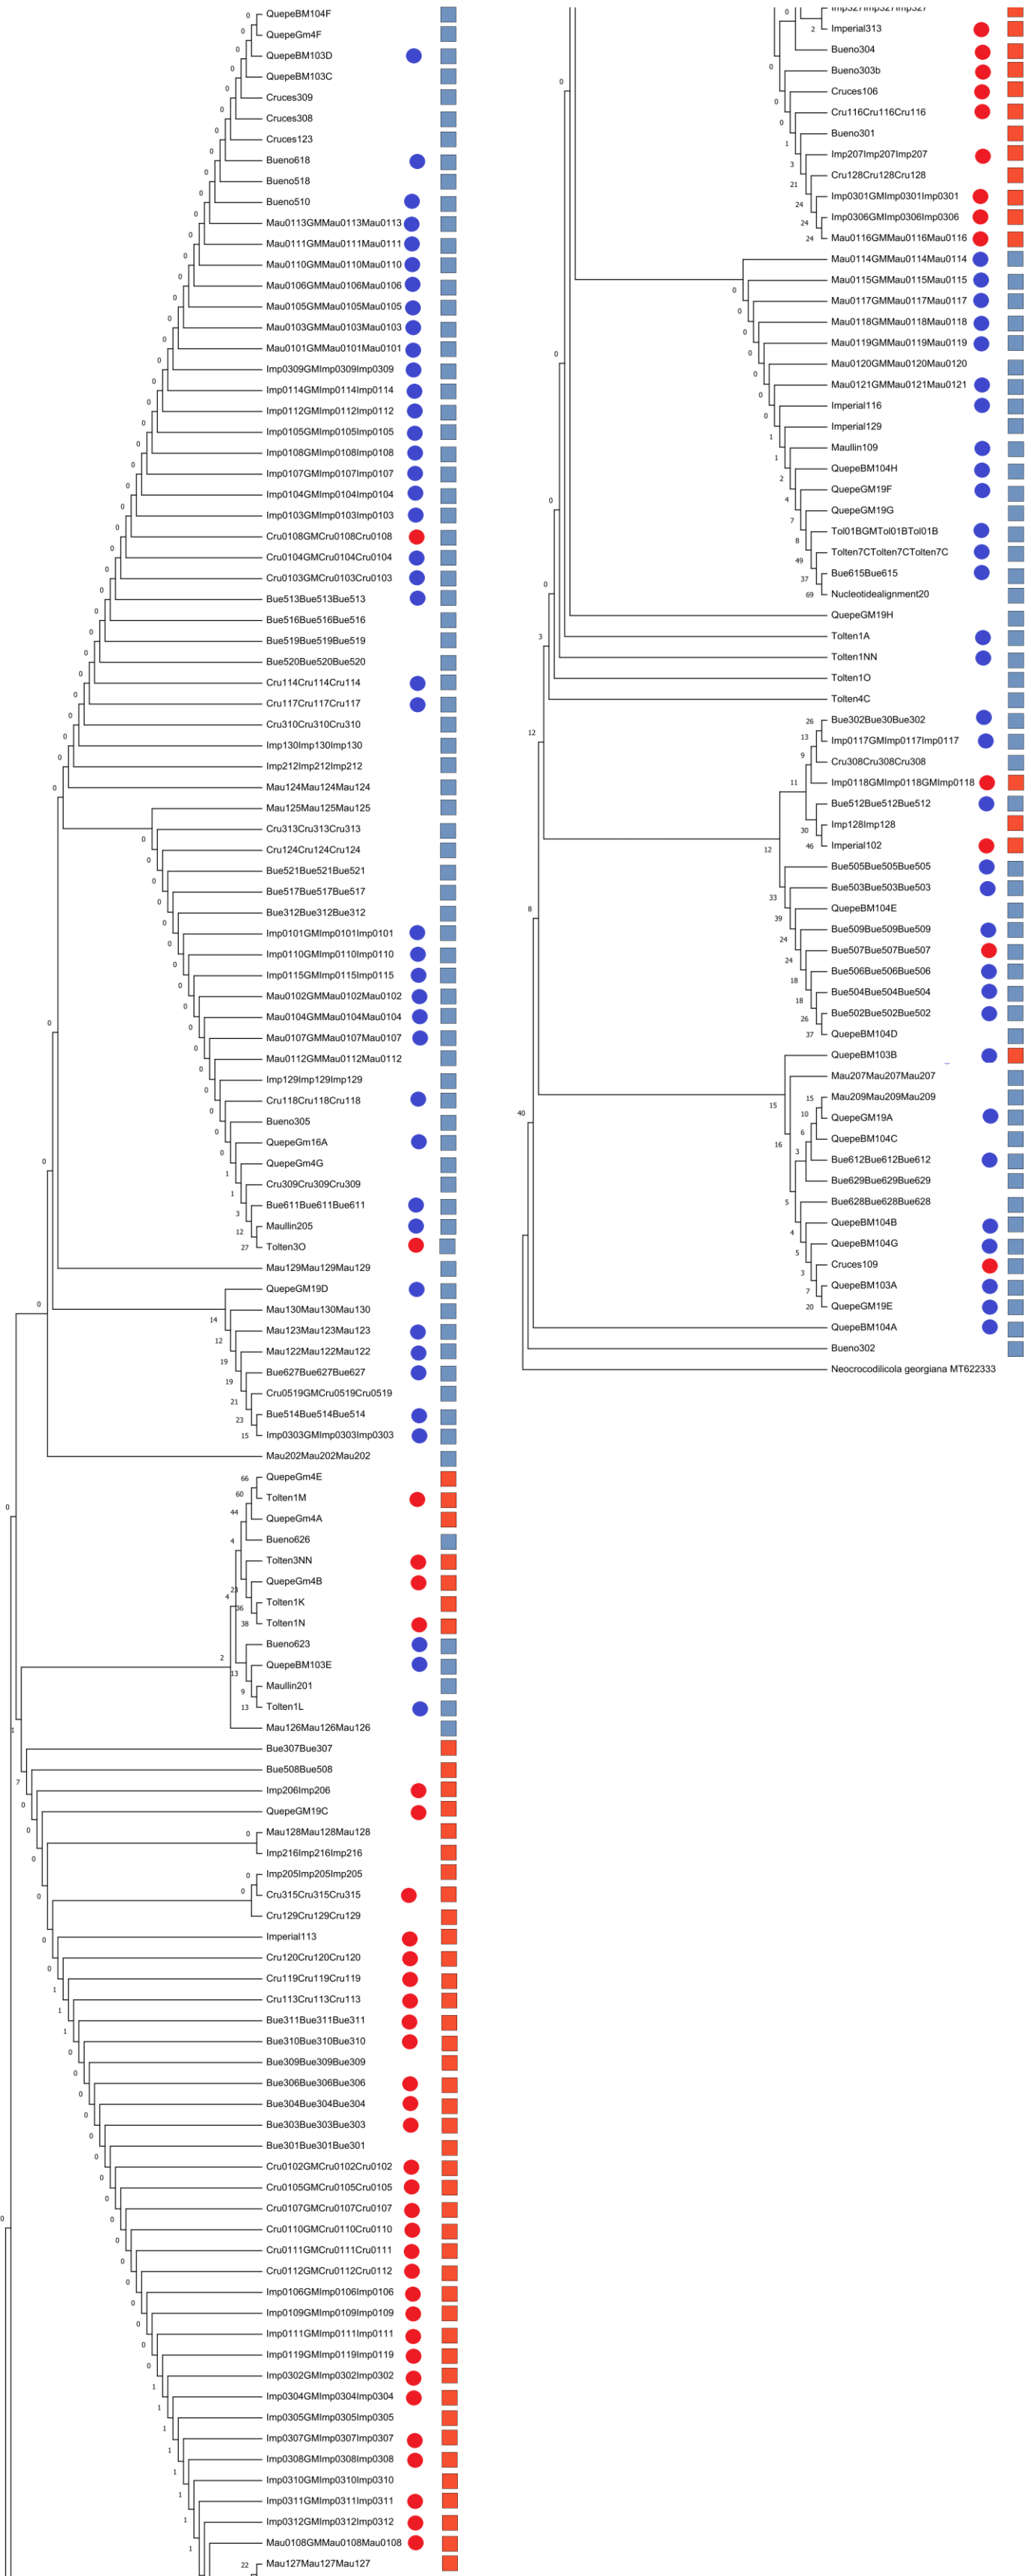 QuepeBM104F
QuepeGm4F
QuepeBM103D
QuepeBM103C
Cruces309
Cruces308
Cruces123
Bueno618
Bueno518
Bueno510
Mau0113GMMau0113Mau0113
Mau0111GMMau0111Mau0111
Mau0110GMMau0110Mau0110
Mau0106GMMau0106Mau0106
Mau0105GMMau0105Mau0105
Mau0103GMMau0103Mau0103
Mau0101GMMau0101Mau0101
Imp0309GMImp0309Imp0309
Imp0114GMImp0114Imp0114
Imp0112GMImp0112Imp0112
Imp0105GMImp0105Imp0105
Imp0108GMImp0108Imp0108
Imp0107GMImp0107Imp0107
Imp0104GMImp0104Imp0104
Imp0103GMImp0103Imp0103
Cru0108GMCru0108Cru0108
Cru0104GMCru0104Cru0104
Cru0103GMCru0103Cru0103
Bue513Bue513Bue513
Bue516Bue516Bue516
Bue519Bue519Bue519
Bue520Bue520Bue520
Cru114Cru114Cru114
Cru117Cru117Cru117
Cru310Cru310Cru310
Imp130Imp130Imp130
Imp212Imp212Imp212
Mau124Mau124Mau124
Mau125Mau125Mau125
Cru313Cru313Cru313
Cru124Cru124Cru124
Bue521Bue521Bue521
Bue517Bue517Bue517
Bue312Bue312Bue312
Imp0101GMImp0101Imp0101
Imp0110GMImp0110Imp0110
Imp0115GMImp0115Imp0115
Mau0102GMMau0102Mau0102
Mau0104GMMau0104Mau0104
Mau0107GMMau0107Mau0107
Mau0112GMMau0112Mau0112
Imp129Imp129Imp129
Cru118Cru118Cru118
Bueno305
QuepeGm16A
QuepeGm4G
Cru309Cru309Cru309
Bue611Bue611Bue611
Maullin205
Tolten3O
Mau129Mau129Mau129
QuepeGM19D
Mau130Mau130Mau130
Mau123Mau123Mau123
Mau122Mau122Mau122
Bue627Bue627Bue627
Cru0519GMCru0519Cru0519
Bue514Bue514Bue514
Imp0303GMImp0303Imp0303
Mau202Mau202Mau202
QuepeGm4E
Tolten1M
QuepeGm4A
Bueno626
Tolten3NN
QuepeGm4B
Tolten1K
Tolten1N
Bueno623
QuepeBM103E
Maullin201
Tolten1L
Mau126Mau126Mau126
Bue307Bue307
Bue508Bue508
Imp206Imp206
QuepeGM19C
Mau128Mau128Mau128
Imp216Imp216Imp216
Imp205Imp205Imp205
Cru315Cru315Cru315
Cru129Cru129Cru129
Imperial113
Cru120Cru120Cru120
Cru119Cru119Cru119
Cru113Cru113Cru113
Bue311Bue311Bue311
Bue310Bue310Bue310
Bue309Bue309Bue309
Bue306Bue306Bue306
Bue304Bue304Bue304
Bue303Bue303Bue303
Bue301Bue301Bue301
Cru0102GMCru0102Cru0102
Cru0105GMCru0105Cru0105
Cru0107GMCru0107Cru0107
Cru0110GMCru0110Cru0110
Cru0111GMCru0111Cru0111
Cru0112GMCru0112Cru0112
Imp0106GMImp0106Imp0106
Imp0109GMImp0109Imp0109
Imp0111GMImp0111Imp0111
Imp0119GMImp0119Imp0119
Imp0302GMImp0302Imp0302
Imp0304GMImp0304Imp0304
Imp0305GMImp0305Imp0305
Imp0307GMImp0307Imp0307
Imp0308GMImp0308Imp0308
Imp0310GMImp0310Imp0310
Imp0311GMImp0311Imp0311
Imp0312GMImp0312Imp0312
Mau0108GMMau0108Mau0108
22 Mau127Mau127Mau127
Imp327Imp327Imp327
Imperial313
Bueno304
Bueno303b
Cruces106
Cru116Cru116Cru116
Bueno301
Imp207Imp207Imp207
Cru128Cru128Cru128
Imp0301GMImp0301Imp0301
Imp0306GMImp0306Imp0306
Mau0116GMMau0116Mau0116
Mau0114GMMau0114Mau0114
Mau0115GMMau0115Mau0115
Mau0117GMMau0117Mau0117
Mau0118GMMau0118Mau0118
Mau0119GMMau0119Mau0119
Mau0120GMMau0120Mau0120
Mau0121GMMau0121Mau0121
Imperial116
Imperial129
Maullin109
QuepeBM104H
QuepeGM19F
QuepeGM19G
Tol01BGMTol01BTol01B
Tolten7CTolten7CTolten7C
Bue615Bue615
Nucleotidealignment20
QuepeGM19H
Tolten1A
Tolten1NN
Tolten1O
Tolten4C
Bue302Bue30Bue302
Imp0117GMImp0117Imp0117
Cru308Cru308Cru308
Imp0118GMImp0118GMImp0118
Bue512Bue512Bue512
Imp128Imp128
Imperial102
Bue505Bue505Bue505
Bue503Bue503Bue503
QuepeBM104E
Bue509Bue509Bue509
Bue507Bue507Bue507
Bue506Bue506Bue506
Bue504Bue504Bue504
Bue502Bue502Bue502
QuepeBM104D
QuepeBM103B
Mau207Mau207Mau207
Mau209Mau209Mau209
QuepeGM19A
QuepeBM104C
Bue612Bue612Bue612
Bue629Bue629Bue629
Bue628Bue628Bue628
QuepeBM104B
QuepeBM104G
Cruces109
QuepeBM103A
QuepeGM19E
QuepeBM104A
Bueno302
Neocrocodilicola georgiana MT622333